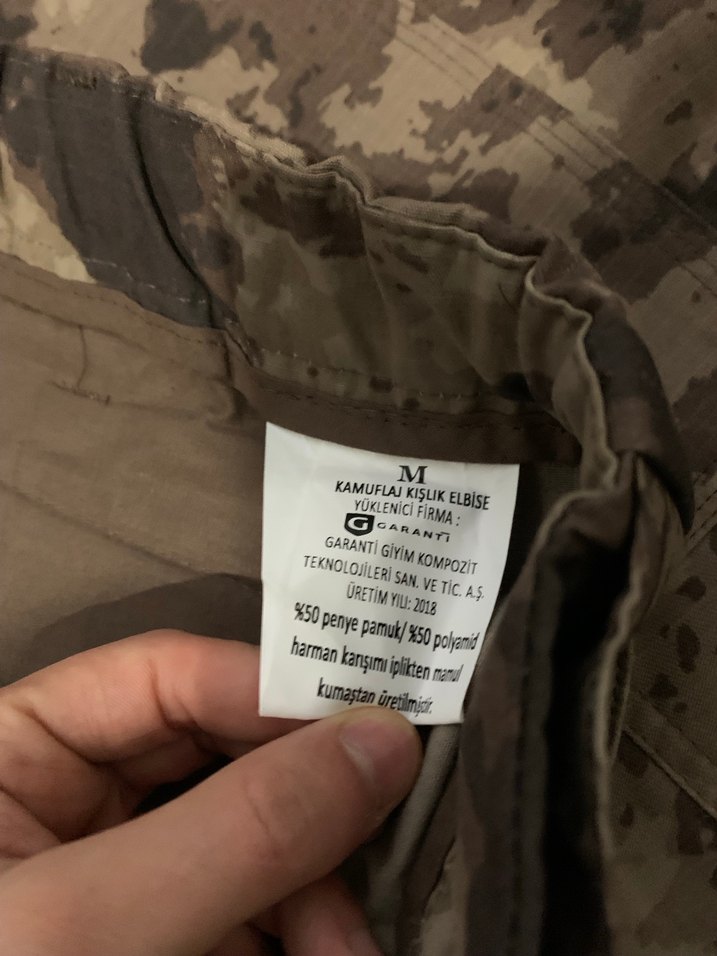 M
KAMUFLAJ KIŞLIK ELBİSE
YÜKLENİCİ FİRMA :
G GARANTİ
GARANTİ GİYİM KOMPOZİT
TEKNOLOJİLERİ SAN. VE TİC. A.Ş.
ÜRETİM YILI: 2018
%50 penye pamuk/ %50 polyamid
harman karışımı iplikten mamul
kumaştan üretilmiştir.